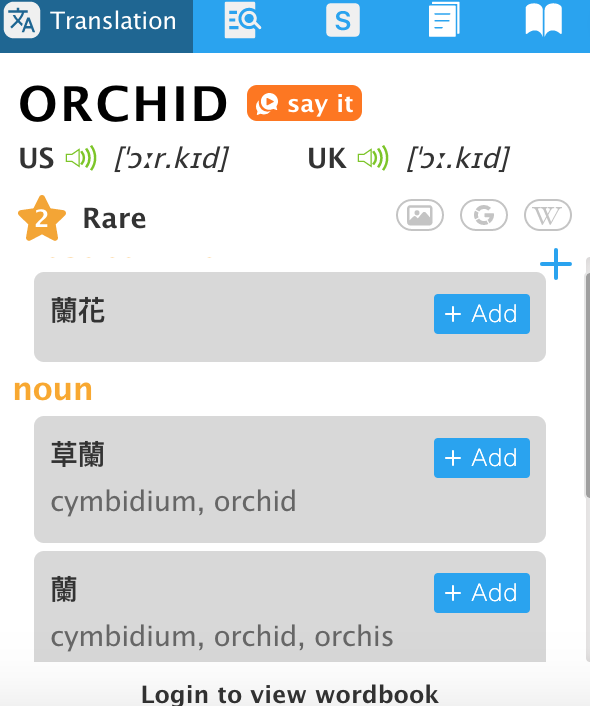 Translation
S
ORCHID
say it
US [ˈɔːr.kɪd] UK [ˈɔː.kɪd]
2 Rare
G W
蘭花
+ Add
noun
草蘭
+ Add
cymbidium, orchid
蘭
+ Add
cymbidium, orchid, orchis
Login to view wordbook